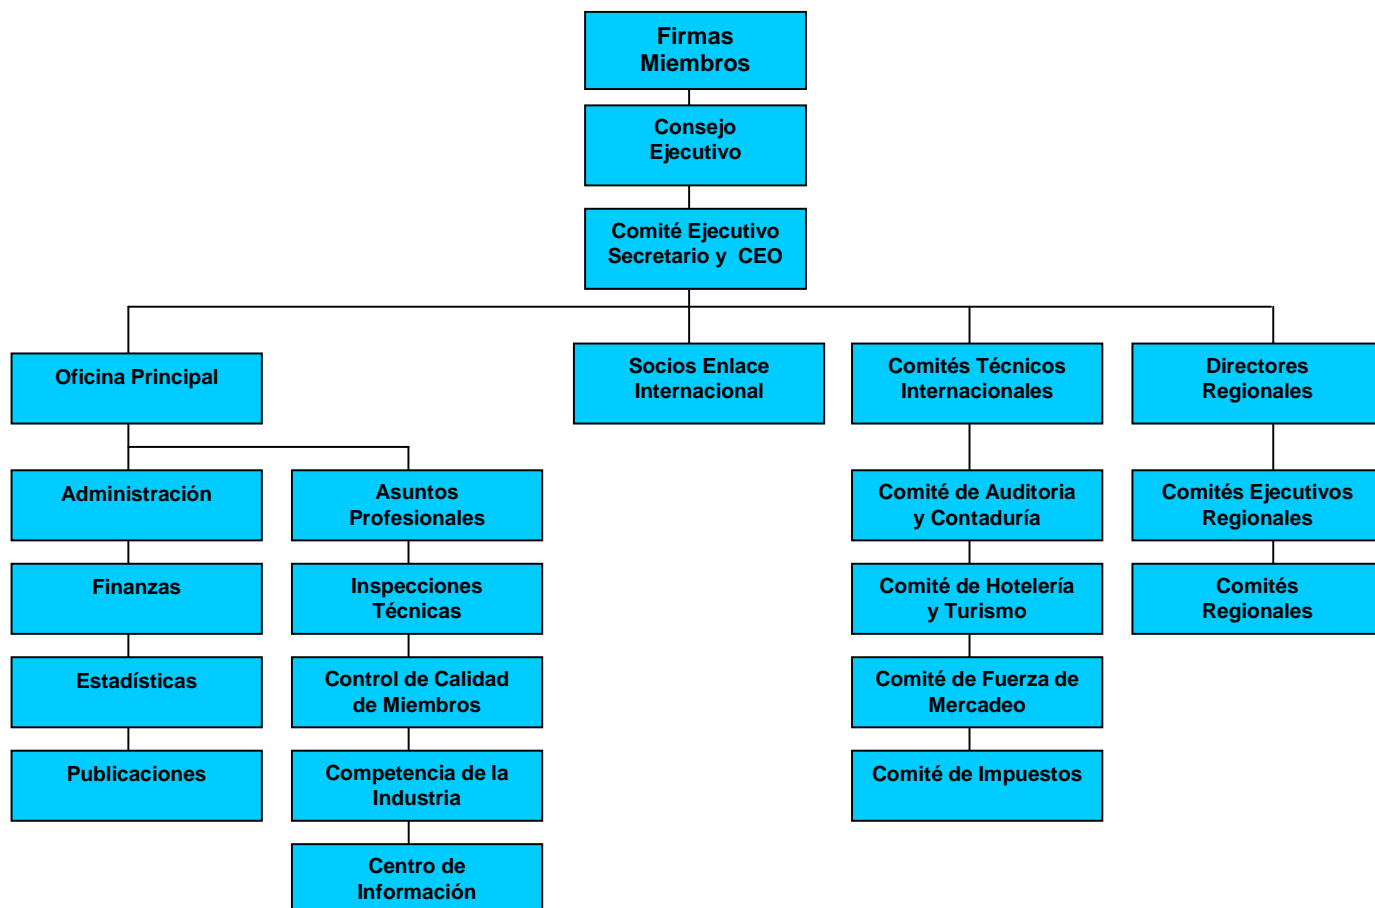 Firmas
Miembros
Consejo
Ejecutivo
Comité Ejecutivo
Secretario y CEO
Oficina Principal
Socios Enlace
Internacional
Comités Técnicos
Internacionales
Directores
Regionales
Administración
Asuntos
Profesionales
Comité de Auditoria
y Contaduría
Comités Ejecutivos
Regionales
Finanzas
Inspecciones
Técnicas
Comité de Hotelería
y Turismo
Comités
Regionales
Estadísticas
Control de Calidad
de Miembros
Comité de Fuerza de
Mercadeo
Publicaciones
Competencia de la
Industria
Comité de Impuestos
Centro de
Información